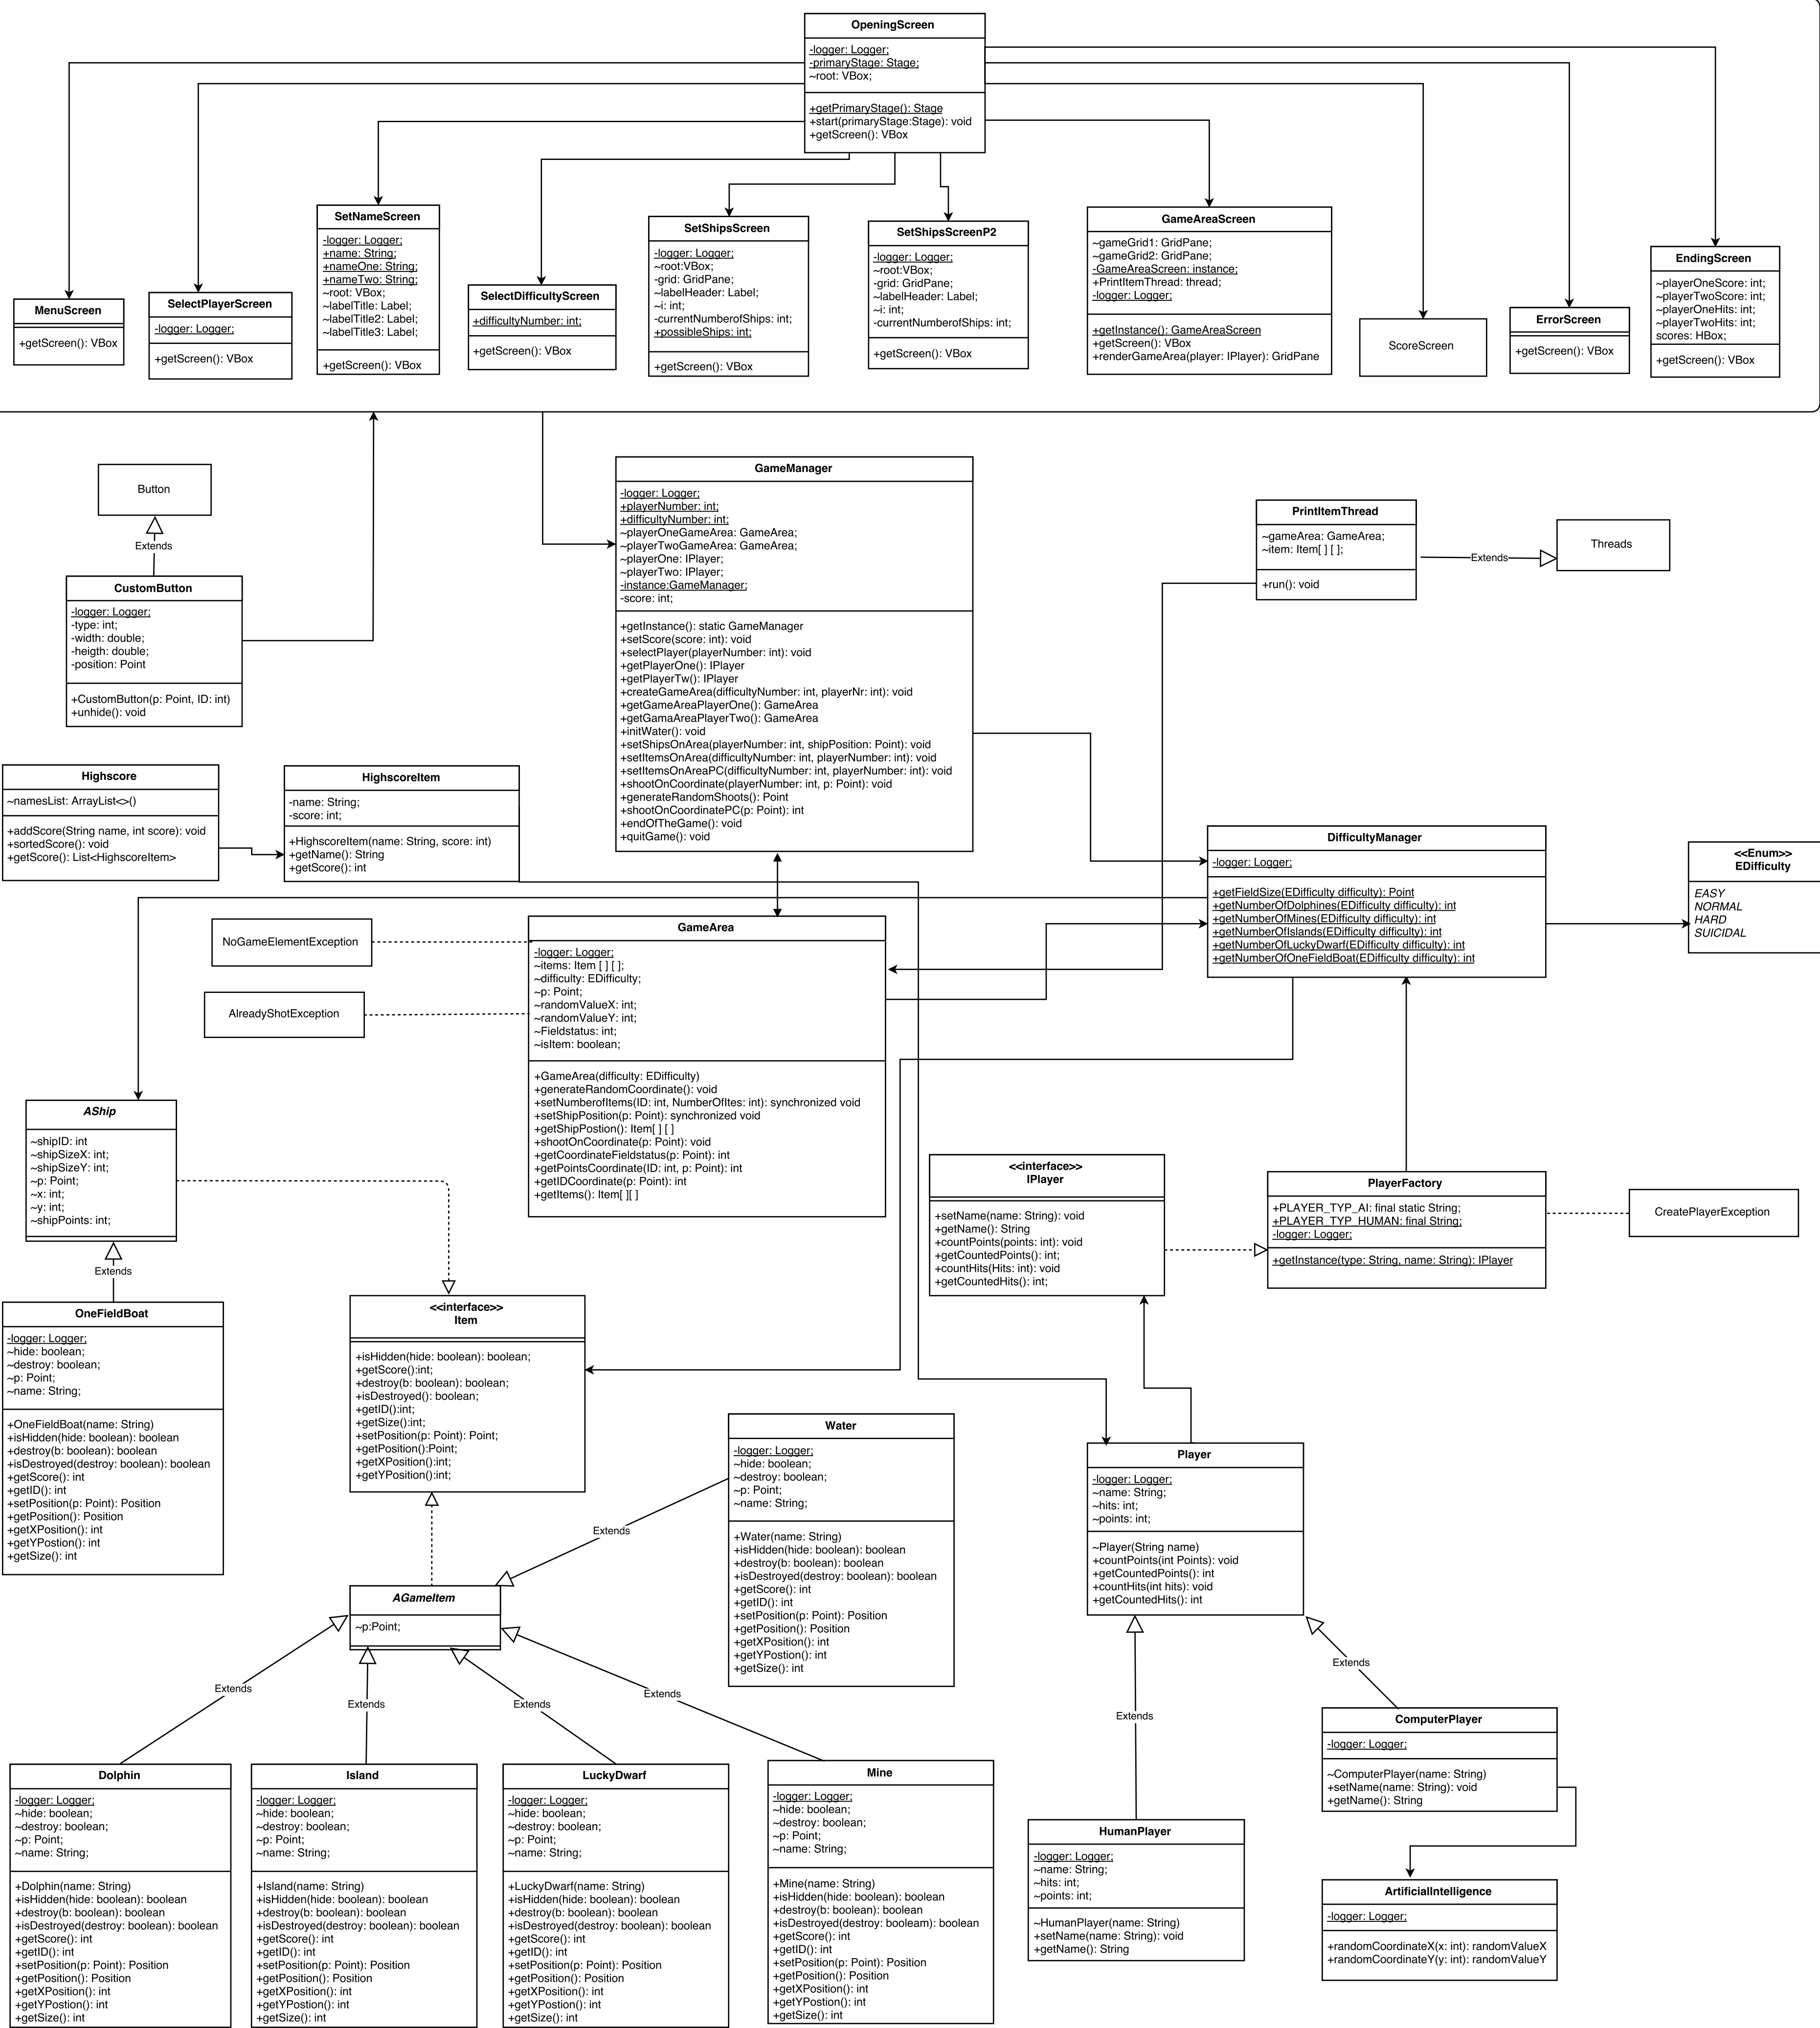 OpeningScreen
-logger: Logger;
-primaryStage: Stage;
~root: VBox;
+getPrimaryStage(): Stage
+start(primaryStage:Stage): void
+getScreen(): VBox
MenuScreen
+getScreen(): VBox
SelectPlayerScreen
-logger: Logger;
+getScreen(): VBox
SetNameScreen
-logger: Logger;
+name: String;
+nameOne: String;
+nameTwo: String;
~root: VBox;
~labelTitle: Label;
~labelTitle2: Label;
~labelTitle3: Label;
+getScreen(): VBox
SelectDifficultyScreen
+difficultyNumber: int;
+getScreen(): VBox
SetShipsScreen
-logger: Logger;
~root:VBox;
-grid: GridPane;
~labelHeader: Label;
~i: int;
-currentNumberofShips: int;
+possibleShips: int;
+getScreen(): VBox
SetShipsScreenP2
-logger: Logger;
~root:VBox;
-grid: GridPane;
~labelHeader: Label;
~i: int;
-currentNumberofShips: int;
+getScreen(): VBox
GameAreaScreen
~gameGrid1: GridPane;
~gameGrid2: GridPane;
-GameAreaScreen: instance;
+PrintItemThread: thread;
-logger: Logger;
+getInstance(): GameAreaScreen
+getScreen(): VBox
+renderGameArea(player: IPlayer): GridPane
ScoreScreen
ErrorScreen
+getScreen(): VBox
EndingScreen
~playerOneScore: int;
~playerTwoScore: int;
~playerOneHits: int;
~playerTwoHits: int;
scores: HBox;
+getScreen(): VBox
Button
Extends
CustomButton
-logger: Logger;
-type: int;
-width: double;
-heigth: double;
-position: Point
+CustomButton(p: Point, ID: int)
+unhide(): void
GameManager
-logger: Logger;
+playerNumber: int;
+difficultyNumber: int;
~playerOneGameArea: GameArea;
~playerTwoGameArea: GameArea;
~playerOne: IPlayer;
~playerTwo: IPlayer;
-instance:GameManager;
-score: int;
+getInstance(): static GameManager
+setScore(score: int): void
+selectPlayer(playerNumber: int): void
+getPlayerOne(): IPlayer
+getPlayerTw(): IPlayer
+createGameArea(difficultyNumber: int, playerNr: int): void
+getGameAreaPlayerOne(): GameArea
+getGamaAreaPlayerTwo(): GameArea
+initWater(): void
+setShipsOnArea(playerNumber: int, shipPosition: Point): void
+setItemsOnArea(difficultyNumber: int, playerNumber: int): void
+setItemsOnAreaPC(difficultyNumber: int, playerNumber: int): void
+shootOnCoordinate(playerNumber: int, p: Point): void
+generateRandomShoots(): Point
+shootOnCoordinatePC(p: Point): int
+endOfTheGame(): void
+quitGame(): void
PrintItemThread
~gameArea: GameArea;
~item: Item[ ] [ ];
+run(): void
Extends
Threads
Highscore
~namesList: ArrayList<>()
+addScore(String name, int score): void
+sortedScore(): void
+getScore(): List<HighscoreItem>
HighscoreItem
-name: String;
-score: int;
+HighscoreItem(name: String, score: int)
+getName(): String
+getScore(): int
DifficultyManager
-logger: Logger;
+getFieldSize(EDifficulty difficulty): Point
+getNumberOfDolphines(EDifficulty difficulty): int
+getNumberOfMines(EDifficulty difficulty): int
+getNumberOfIslands(EDifficulty difficulty): int
+getNumberOfLuckyDwarf(EDifficulty difficulty): int
+getNumberOfOneFieldBoat(EDifficulty difficulty): int
<<Enum>>
EDifficulty
EASY
NORMAL
HARD
SUICIDAL
NoGameElementException
AlreadyShotException
GameArea
-logger: Logger;
~items: Item [ ] [ ];
~difficulty: EDifficulty;
~p: Point;
~randomValueX: int;
~randomValueY: int;
~Fieldstatus: int;
~isItem: boolean;
+GameArea(difficulty: EDifficulty)
+generateRandomCoordinate(): void
+setNumberofItems(ID: int, NumberOfItes: int): synchronized void
+setShipPosition(p: Point): synchronized void
+getShipPostion(): Item[ ] [ ]
+shootOnCoordinate(p: Point): void
+getCoordinateFieldstatus(p: Point): int
+getPointsCoordinate(ID: int, p: Point): int
+getIDCoordinate(p: Point): int
+getItems(): Item[ ][ ]
AShip
~shipID: int
~shipSizeX: int;
~shipSizeY: int;
~p: Point;
~x: int;
~y: int;
~shipPoints: int;
Extends
OneFieldBoat
-logger: Logger;
~hide: boolean;
~destroy: boolean;
~p: Point;
~name: String;
+OneFieldBoat(name: String)
+isHidden(hide: boolean): boolean
+destroy(b: boolean): boolean
+isDestroyed(destroy: boolean): boolean
+getScore(): int
+getID(): int
+setPosition(p: Point): Position
+getPosition(): Position
+getXPosition(): int
+getYPostion(): int
+getSize(): int
<<interface>>
Item
+isHidden(hide: boolean): boolean;
+getScore():int;
+destroy(b: boolean): boolean;
+isDestroyed(): boolean;
+getID():int;
+getSize():int;
+setPosition(p: Point): Point;
+getPosition():Point;
+getXPosition():int;
+getYPosition():int;
<<interface>>
IPlayer
+setName(name: String): void
+getName(): String
+countPoints(points: int): void
+getCountedPoints(): int;
+countHits(Hits: int): void
+getCountedHits(): int;
PlayerFactory
+PLAYER_TYP_AI: final static String;
+PLAYER_TYP_HUMAN: final String;
-logger: Logger;
+getInstance(type: String, name: String): IPlayer
CreatePlayerException
Water
-logger: Logger;
~hide: boolean;
~destroy: boolean;
~p: Point;
~name: String;
+Water(name: String)
+isHidden(hide: boolean): boolean
+destroy(b: boolean): boolean
+isDestroyed(destroy: boolean): boolean
+getScore(): int
+getID(): int
+setPosition(p: Point): Position
+getPosition(): Position
+getXPosition(): int
+getYPostion(): int
+getSize(): int
Extends
AGameItem
~p:Point;
Extends
Extends
Extends
Extends
Player
-logger: Logger;
~name: String;
~hits: int;
~points: int;
~Player(String name)
+countPoints(int Points): void
+getCountedPoints(): int
+countHits(int hits): void
+getCountedHits(): int
Extends
Extends
Dolphin
-logger: Logger;
~hide: boolean;
~destroy: boolean;
~p: Point;
~name: String;
+Dolphin(name: String)
+isHidden(hide: boolean): boolean
+destroy(b: boolean): boolean
+isDestroyed(destroy: boolean): boolean
+getScore(): int
+getID(): int
+setPosition(p: Point): Position
+getPosition(): Position
+getXPosition(): int
+getYPostion(): int
+getSize(): int
Island
-logger: Logger;
~hide: boolean;
~destroy: boolean;
~p: Point;
~name: String;
+Island(name: String)
+isHidden(hide: boolean): boolean
+destroy(b: boolean): boolean
+isDestroyed(destroy: boolean): boolean
+getScore(): int
+getID(): int
+setPosition(p: Point): Position
+getPosition(): Position
+getXPosition(): int
+getYPostion(): int
+getSize(): int
LuckyDwarf
-logger: Logger;
~hide: boolean;
~destroy: boolean;
~p: Point;
~name: String;
+LuckyDwarf(name: String)
+isHidden(hide: boolean): boolean
+destroy(b: boolean): boolean
+isDestroyed(destroy: boolean): boolean
+getScore(): int
+getID(): int
+setPosition(p: Point): Position
+getPosition(): Position
+getXPosition(): int
+getYPostion(): int
+getSize(): int
Mine
-logger: Logger;
~hide: boolean;
~destroy: boolean;
~p: Point;
~name: String;
+Mine(name: String)
+isHidden(hide: boolean): boolean
+destroy(b: boolean): boolean
+isDestroyed(destroy: boolean): boolean
+getScore(): int
+getID(): int
+setPosition(p: Point): Position
+getPosition(): Position
+getXPosition(): int
+getYPostion(): int
+getSize(): int
HumanPlayer
-logger: Logger;
~name: String;
~hits: int;
~points: int;
~HumanPlayer(name: String)
+setName(name: String): void
+getName(): String
ComputerPlayer
-logger: Logger;
~ComputerPlayer(name: String)
+setName(name: String): void
+getName(): String
ArtificialIntelligence
-logger: Logger;
+randomCoordinateX(x: int): randomValueX
+randomCoordinateY(y: int): randomValueY